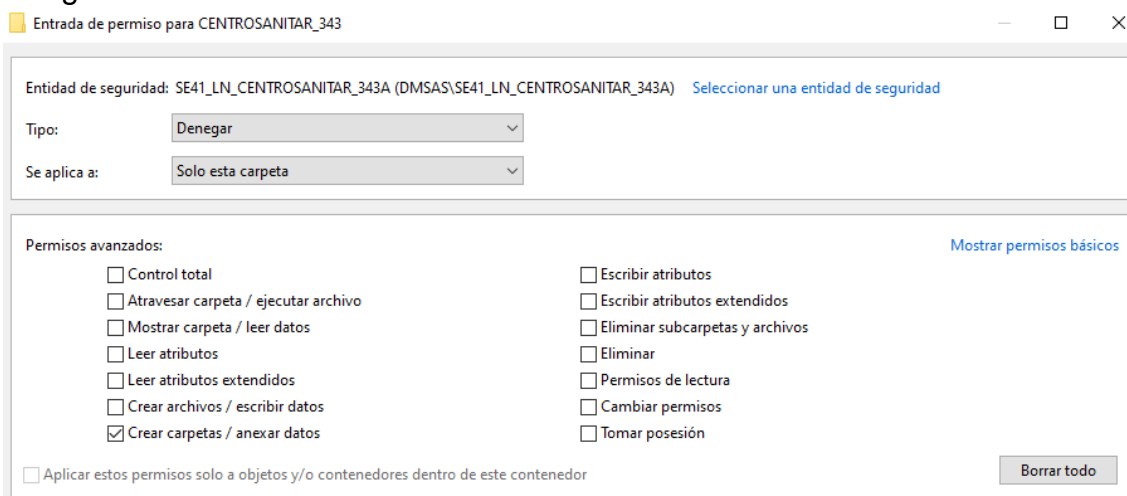 Entrada de permiso para CENTROSANITAR_343
Entidad de seguridad: SE41_LN_CENTROSANITAR_343A (DMSAS\SE41_LN_CENTROSANITAR_343A) Seleccionar una entidad de seguridad
Tipo: Denegar
Se aplica a: Solo esta carpeta
Permisos avanzados: Mostrar permisos básicos
Control total Escribir atributos
Atravesar carpeta / ejecutar archivo Escribir atributos extendidos
Mostrar carpeta / leer datos Eliminar subcarpetas y archivos
Leer atributos Eliminar
Leer atributos extendidos Permisos de lectura
Crear archivos / escribir datos Cambiar permisos
Crear carpetas / anexar datos Tomar posesión
Aplicar estos permisos solo a objetos y/o contenedores dentro de este contenedor Borrar todo